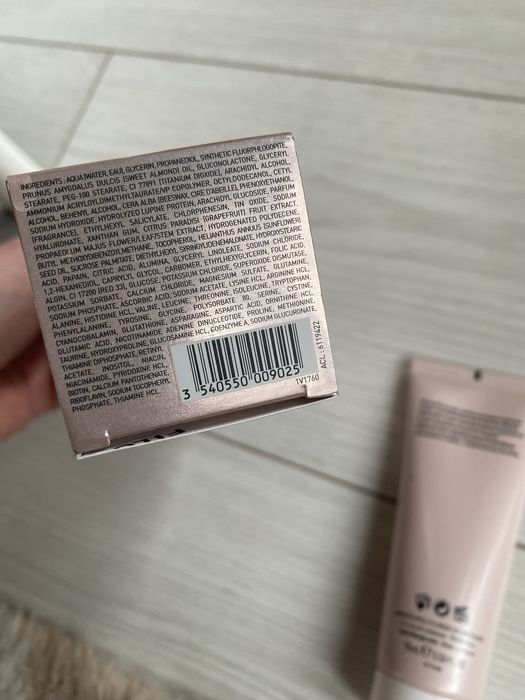 INGREDIENTS: AQUA (WATER, EAU), GLYCERIN, PROPANEDIOL, SYNTHETIC FLUORPHLOGOPITE,
PRUNUS AMYGDALUS DULCIS (SWEET ALMOND) OIL, GLUCONOLACTONE, GLYCERYL
STEARATE, PEG-100 STEARATE, CI 77891 (TITANIUM DIOXIDE), ARACHIDYL ALCOHOL,
AMMONIUM ACRYLOYLDIMETHYLTAURATE/VP COPOLYMER, OCTYLDODECANOL, CETYL
ALCOHOL, BEHENYL ALCOHOL, CERA ALBA (BEESWAX, CIRE D'ABEILLE), PHENOXYETHANOL,
SODIUM HYDROXIDE, HYDROLYZED LUPINE PROTEIN, ARACHIDYL GLUCOSIDE, PARFUM
(FRAGRANCE), ETHYLHEXYL SALICYLATE, CHLORPHENESIN, TIN OXIDE, SODIUM
HYALURONATE, XANTHAN GUM, CITRUS PARADISI (GRAPEFRUIT) FRUIT EXTRACT,
TROPAEOLUM MAJUS FLOWER/LEAF/STEM EXTRACT, HYDROGENATED POLYDECENE,
BUTYL METHOXYDIBENZOYLMETHANE, TOCOPHEROL, HELIANTHUS ANNUUS (SUNFLOWER)
SEED OIL, SUCROSE PALMITATE, DIETHYLHEXYL SYRINGYLIDENEMALONATE, HYDROXYSTEARIC
ACID, PAPAIN, CITRIC ACID, ALUMINA, GLYCERYL LINOLEATE, SODIUM CHLORIDE,
1,2-HEXANEDIOL, CAPRYLYL GLYCOL, CARBOMER, ETHYLHEXYLGLYCERIN, FOLIC ACID,
ALGIN, CI 17200 (RED 33), GLUCOSE, POTASSIUM CHLORIDE, SUPEROXIDE DISMUTASE,
POTASSIUM SORBATE, CALCIUM CHLORIDE, MAGNESIUM SULFATE, GLUTAMINE,
SODIUM PHOSPHATE, ASCORBIC ACID, SODIUM ACETATE, LYSINE HCL, ARGININE HCL,
ALANINE, HISTIDINE HCL, VALINE, LEUCINE, THREONINE, ISOLEUCINE, TRYPTOPHAN,
PHENYLALANINE, TYROSINE, GLYCINE, POLYSORBATE 80, SERINE, CYSTINE,
CYANOCOBALAMIN, GLUTATHIONE, ASPARAGINE, ASPARTIC ACID, ORNITHINE HCL,
GLUTAMIC ACID, NICOTINAMIDE ADENINE DINUCLEOTIDE, PROLINE, METHIONINE,
TAURINE, HYDROXYPROLINE, GLUCOSAMINE HCL, COENZYME A, SODIUM GLUCURONATE,
THIAMINE DIPHOSPHATE, RETINYL
ACETATE, INOSITOL, NIACIN,
NIACINAMIDE, PYRIDOXINE HCL,
BIOTIN, CALCIUM PANTOTHENATE,
RIBOFLAVIN, SODIUM TOCOPHERYL
PHOSPHATE, THIAMINE HCL.
3 540550 009025
1V1760
ACL : 6119422